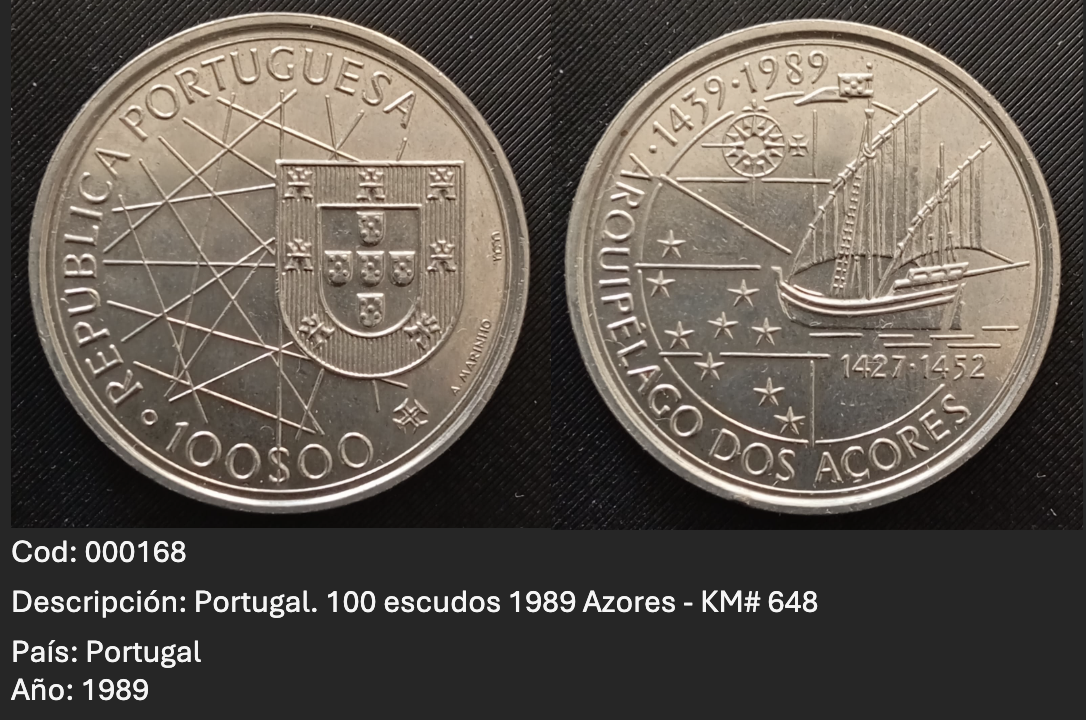 REPÚBLICA PORTUGUESA
100$00
INCM
A. MARINHO
1439·1989
ARQUIPÉLAGO DOS AÇORES
1427·1452
Cod: 000168
Descripción: Portugal. 100 escudos 1989 Azores - KM# 648
País: Portugal
Año: 1989